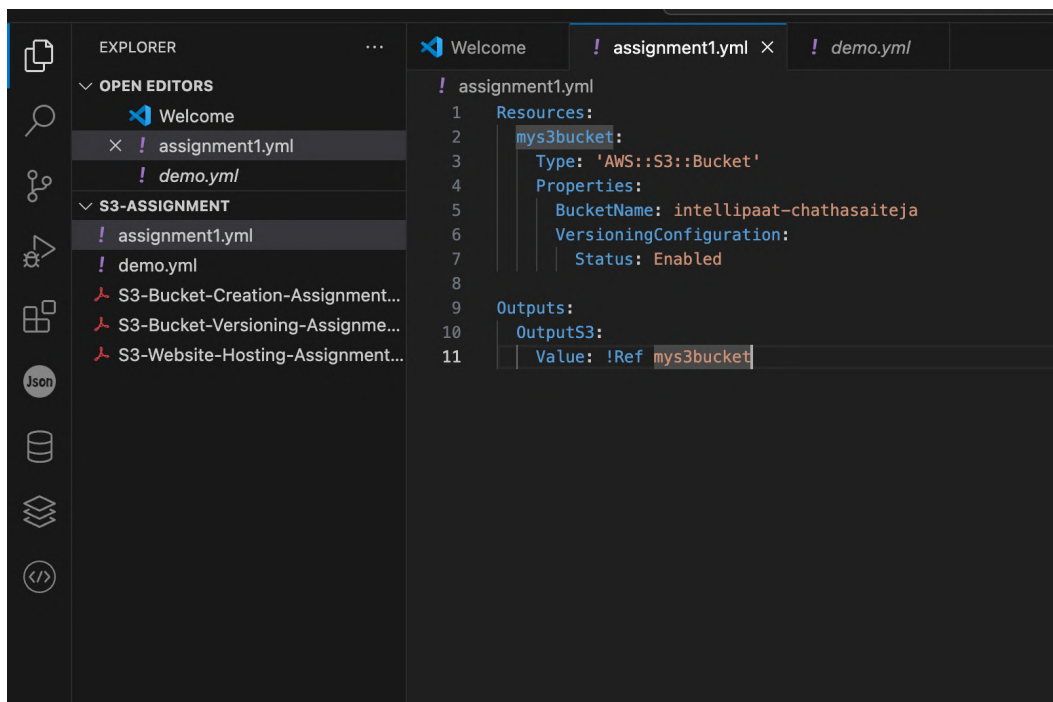 EXPLORER ...
OPEN EDITORS
Welcome
! assignment1.yml
! demo.yml
S3-ASSIGNMENT
! assignment1.yml
! demo.yml
S3-Bucket-Creation-Assignment...
S3-Bucket-Versioning-Assignme...
S3-Website-Hosting-Assignment...
Json
Welcome ! assignment1.yml ! demo.yml
! assignment1.yml
1 Resources:
2 mys3bucket:
3 Type: 'AWS::S3::Bucket'
4 Properties:
5 BucketName: intellipaat-chathasaiteja
6 VersioningConfiguration:
7 Status: Enabled
8
9 Outputs:
10 OutputS3:
11 Value: !Ref mys3bucket